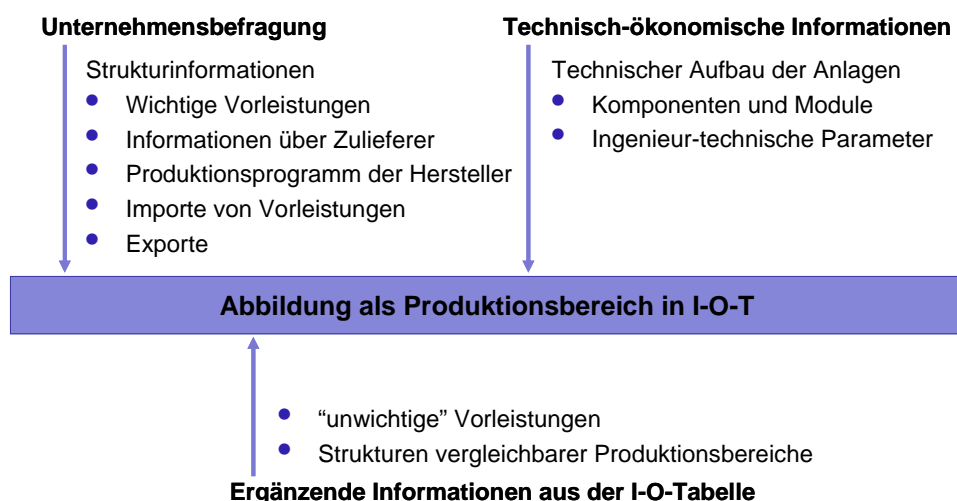 Unternehmensbefragung
Strukturinformationen
• Wichtige Vorleistungen
• Informationen über Zulieferer
• Produktionsprogramm der Hersteller
• Importe von Vorleistungen
• Exporte
Technisch-ökonomische Informationen
Technischer Aufbau der Anlagen
• Komponenten und Module
• Ingenieur-technische Parameter
Abbildung als Produktionsbereich in I-O-T
• “unwichtige” Vorleistungen
• Strukturen vergleichbarer Produktionsbereiche
Ergänzende Informationen aus der I-O-Tabelle